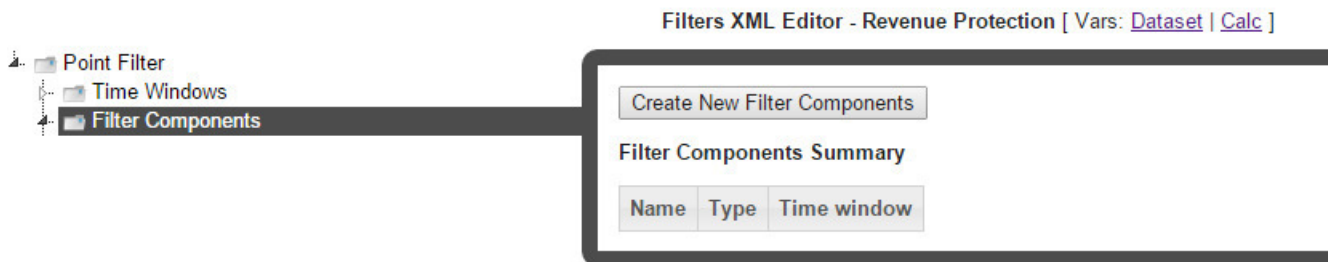 Filters XML Editor - Revenue Protection [ Vars: Dataset | Calc ]
Point Filter
Time Windows
Filter Components
Create New Filter Components
Filter Components Summary
Name Type Time window